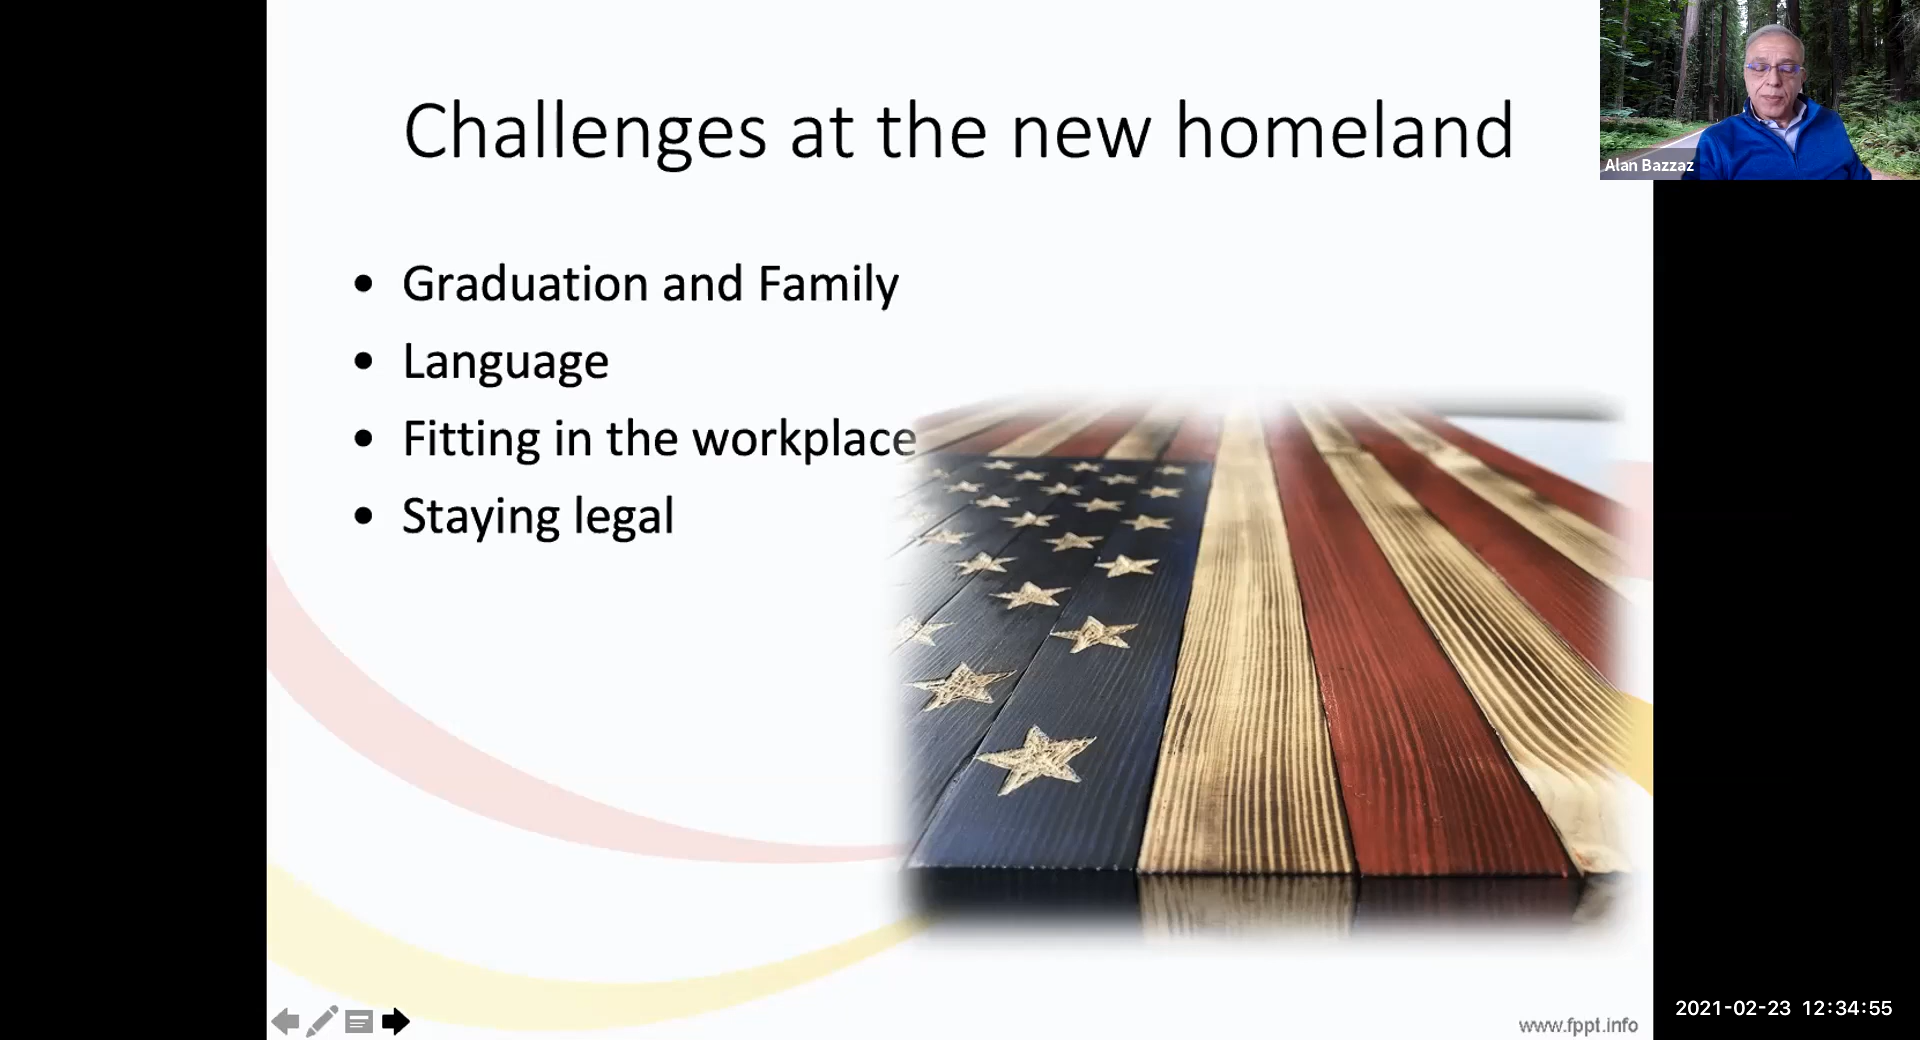 Challenges at the new homeland
Alan Bazzaz
• Graduation and Family
• Language
• Fitting in the workplace
• Staying legal
2021-02-23 12:34:55
www.fppt.info